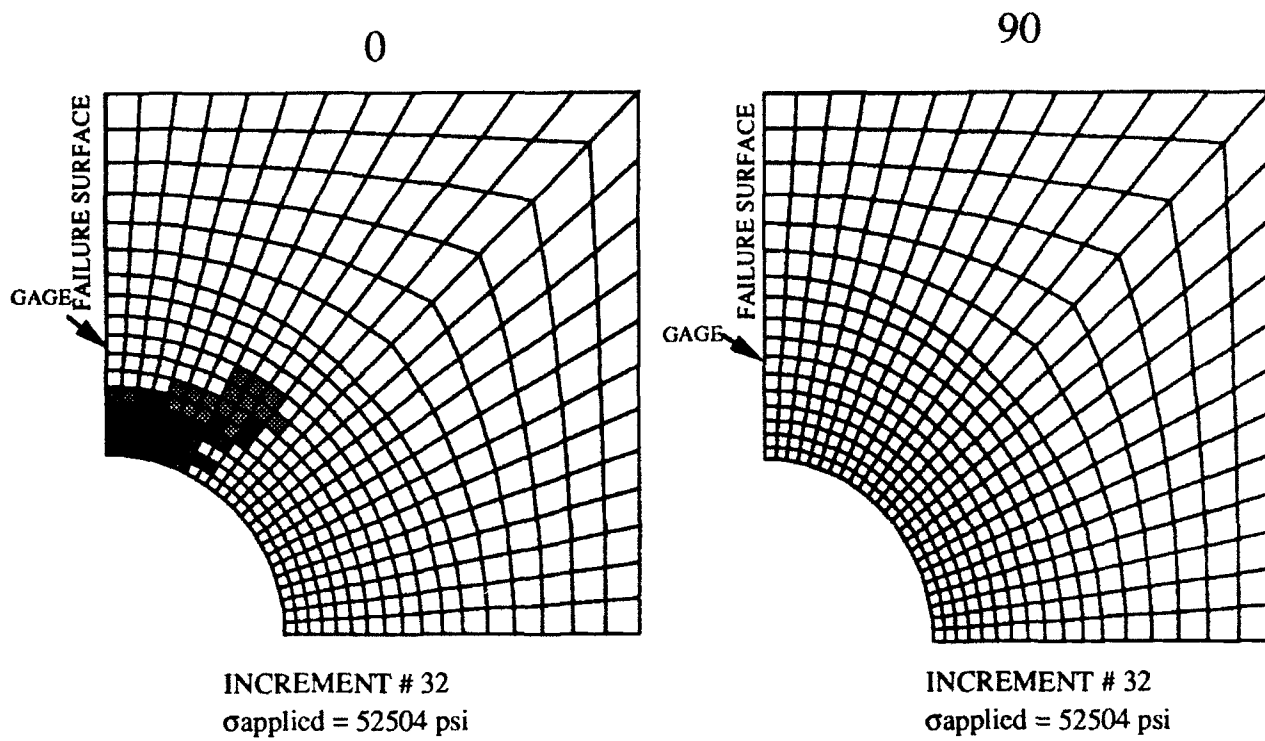 0
90
FAILURE SURFACE
FAILURE SURFACE
GAGE
GAGE
INCREMENT # 32
σapplied = 52504 psi
INCREMENT # 32
σapplied = 52504 psi